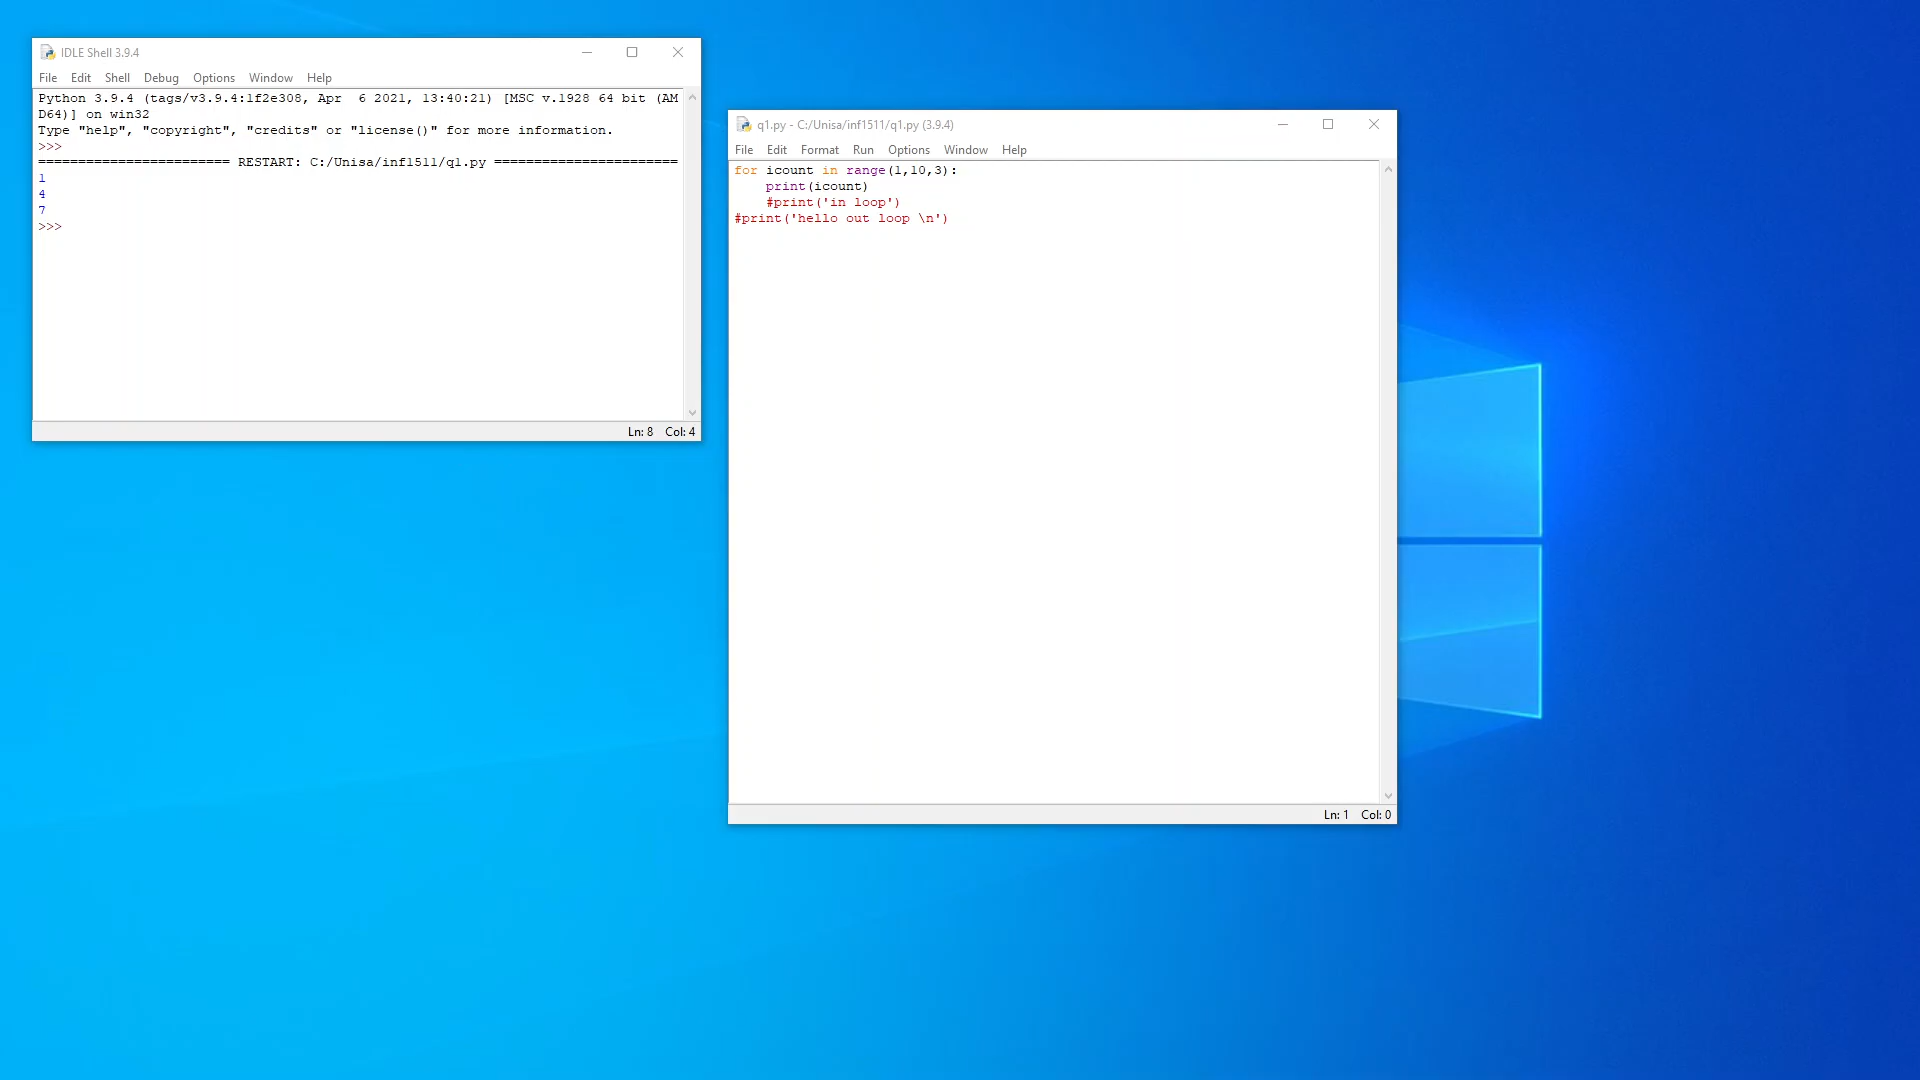 IDLE Shell 3.9.4
File Edit Shell Debug Options Window Help
Python 3.9.4 (tags/v3.9.4:1f2e308, Apr  6 2021, 13:40:21) [MSC v.1928 64 bit (AM
D64)] on win32
Type "help", "copyright", "credits" or "license()" for more information.
>>>
======================== RESTART: C:/Unisa/inf1511/q1.py =======================
1
4
7
>>>
Ln: 8 Col: 4
q1.py - C:/Unisa/inf1511/q1.py (3.9.4)
File Edit Format Run Options Window Help
for icount in range(1,10,3):
    print(icount)
    #print('in loop')
#print('hello out loop \n')
Ln: 1 Col: 0